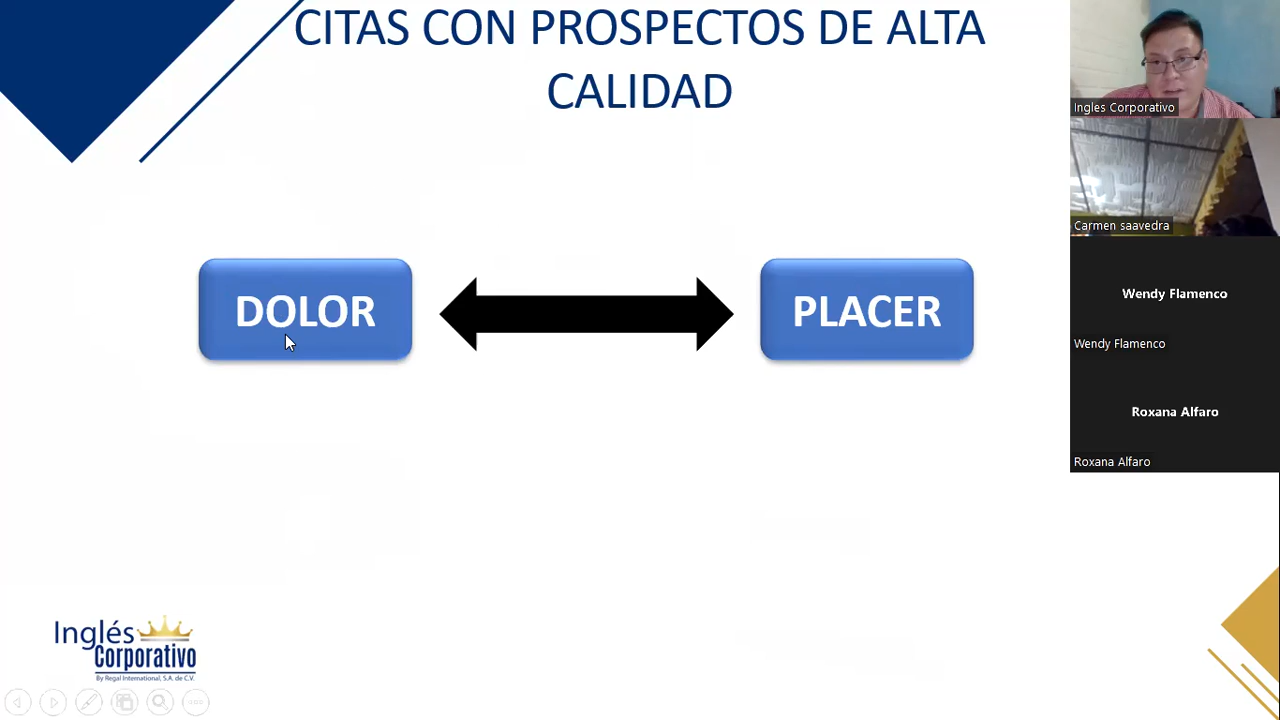 CITAS CON PROSPECTOS DE ALTA
CALIDAD
DOLOR
PLACER
Inglés
Corporativo
By Regal International, S.A. de C.V.
Ingles Corporativo
Carmen saavedra
Wendy Flamenco
Wendy Flamenco
Roxana Alfaro
Roxana Alfaro